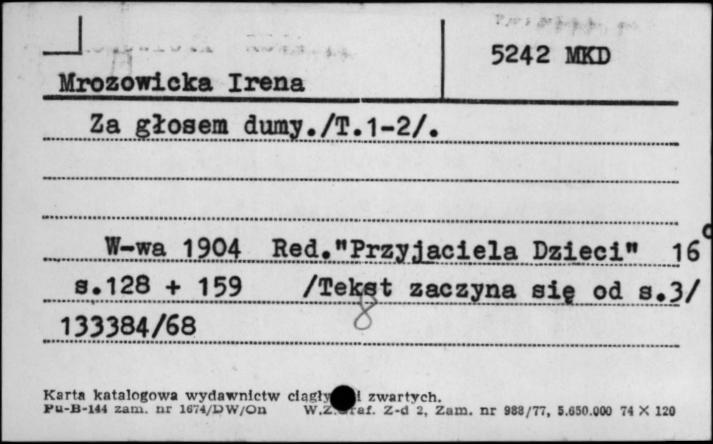 5242 MKD
Mrozowicka Irena
Za głosem dumy./T.1-2/.
W-wa 1904 Red."Przyjaciela Dzieci" 16°
s.128 + 159 /Tekst zaczyna się od s.3/
8
133384/68
Karta katalogowa wydawnictw ciągły i zwartych.
Pu-B-144 zam. nr 1674/DW/On W.Z.Graf. Z-d 2, Zam. nr 988/77, 5.650.000 74 X 120